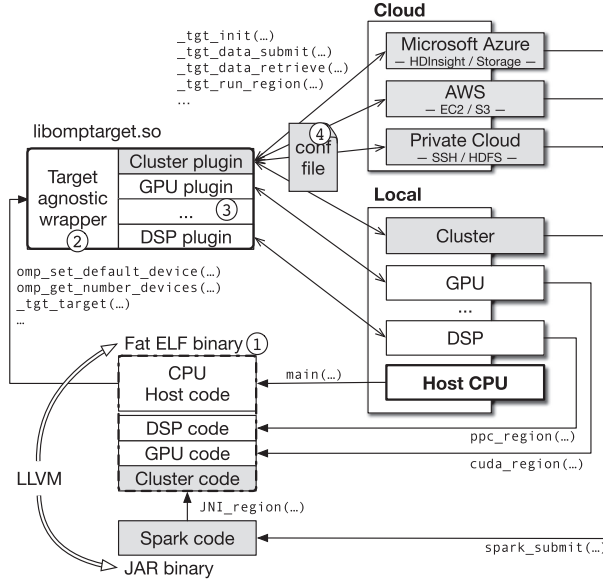 Cloud
_tgt_init(…)
_tgt_data_submit(…)
_tgt_data_retrieve(…)
_tgt_run_region(…)
…
Microsoft Azure
— HDInsight / Storage —
AWS
— EC2 / S3 —
Private Cloud
— SSH / HDFS —
④
conf
file
libomptarget.so
Target
agnostic
wrapper
②
Cluster plugin
GPU plugin
...
③
DSP plugin
Local
Cluster
GPU
...
DSP
Host CPU
omp_set_default_device(…)
omp_get_number_devices(…)
_tgt_target(…)
…
Fat ELF binary ①
CPU
Host code
DSP code
GPU code
Cluster code
main(…)
ppc_region(…)
cuda_region(…)
LLVM
JNI_region(…)
Spark code
spark_submit(…)
JAR binary